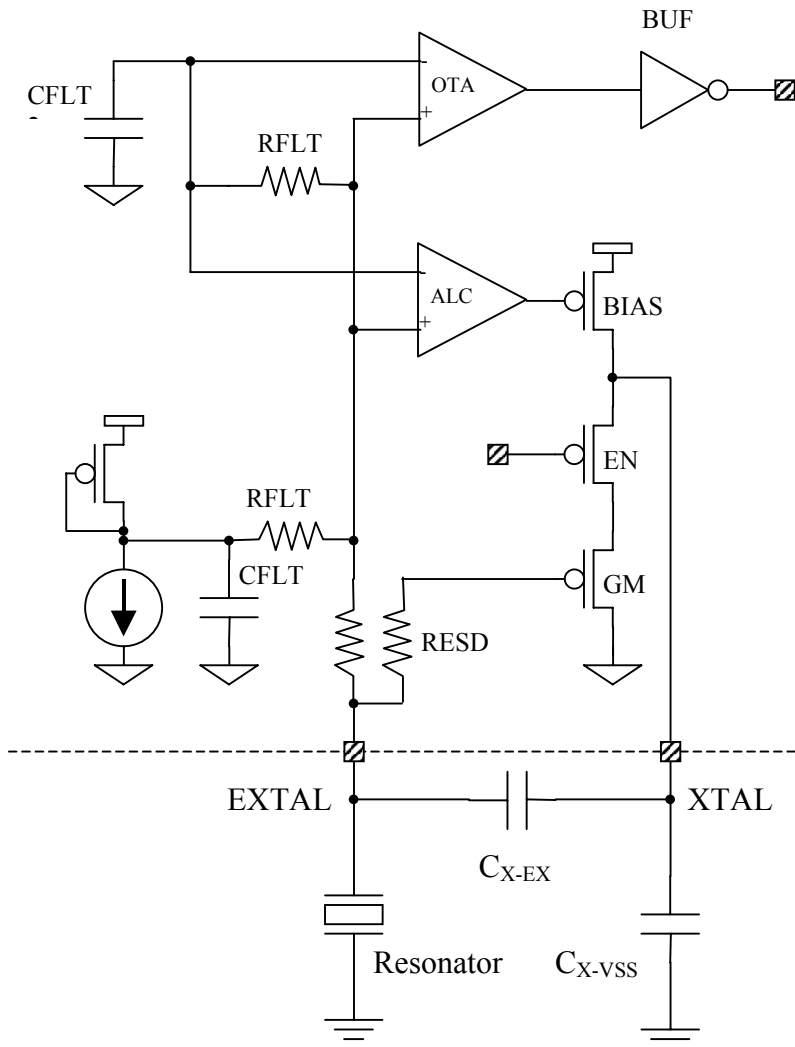 BUF
CFLT
-
OTA
+
RFLT
-
ALC
+
BIAS
EN
RFLT
CFLT
GM
RESD
EXTAL
XTAL
CX-EX
Resonator
CX-VSS